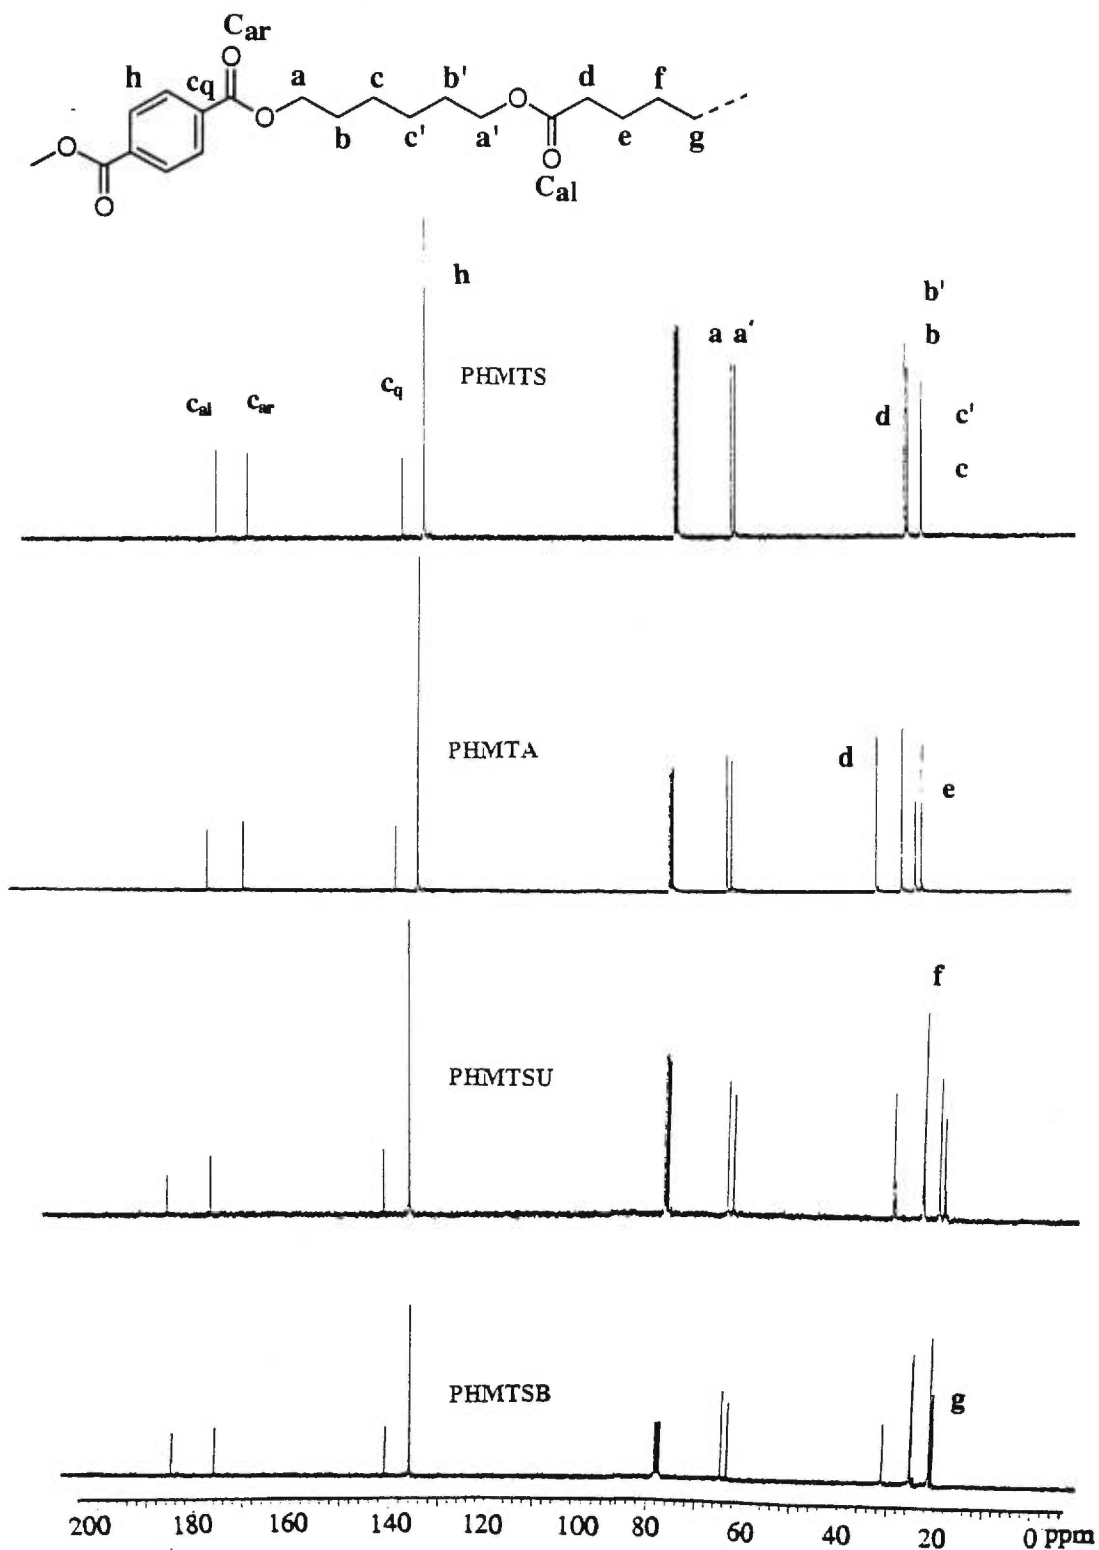 Car
O
h cq a c b' d f
O O
b c' a' e g
O O
O Cal
h
b'
a a' b
cq PHMTS
cal car d c'
c
PHMTA d
e
f
PHMTSU
PHMTSB g
200 180 160 140 120 100 80 60 40 20 0 ppm